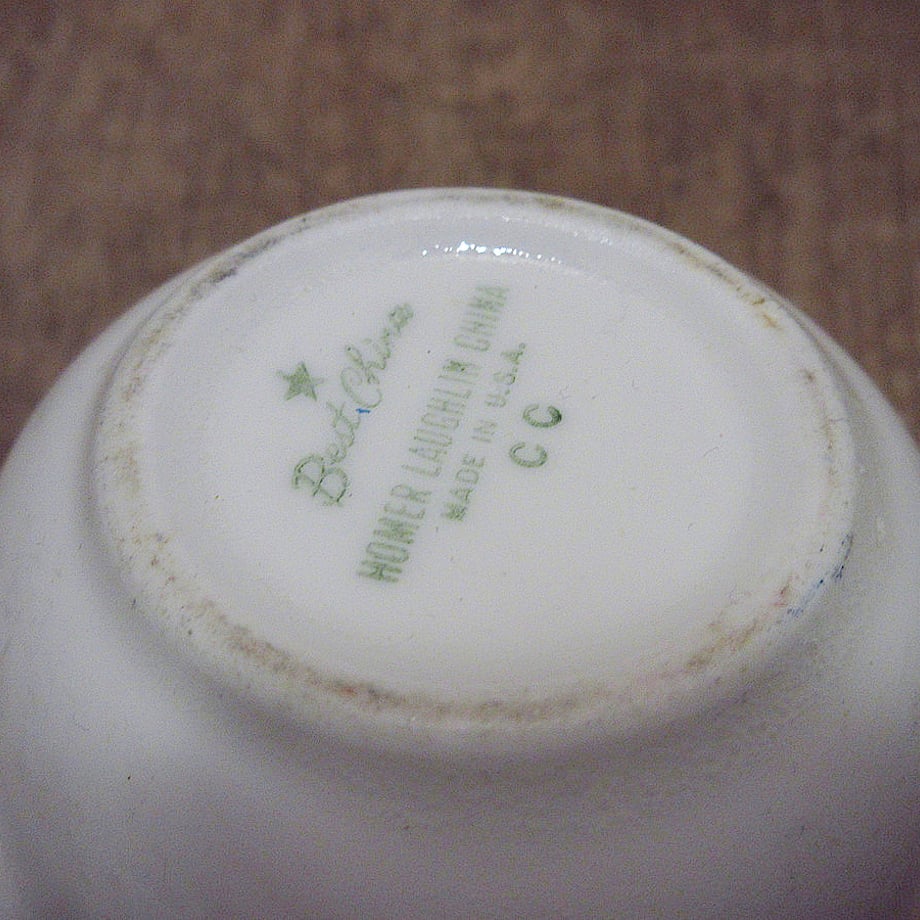 Best China
HOMER LAUGHLIN CHINA
MADE IN U.S.A.
C C